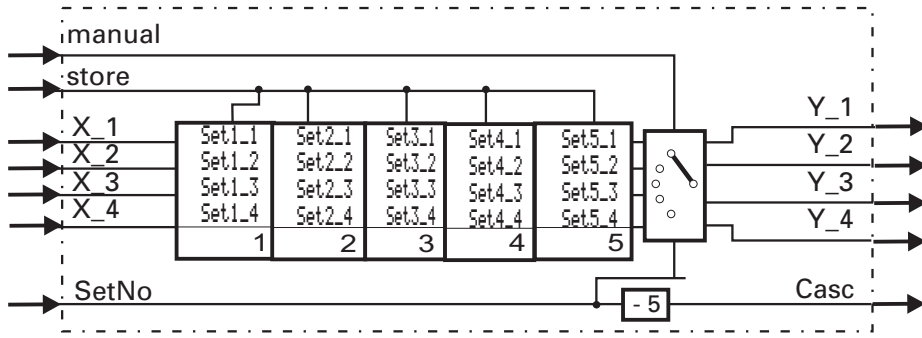 manual
store
X_1
X_2
X_3
X_4
Set1_1
Set1_2
Set1_3
Set1_4
1
Set2_1
Set2_2
Set2_3
Set2_4
2
Set3_1
Set3_2
Set3_3
Set3_4
3
Set4_1
Set4_2
Set4_3
Set4_4
4
Set5_1
Set5_2
Set5_3
Set5_4
5
Y_1
Y_2
Y_3
Y_4
SetNo
- 5
Casc